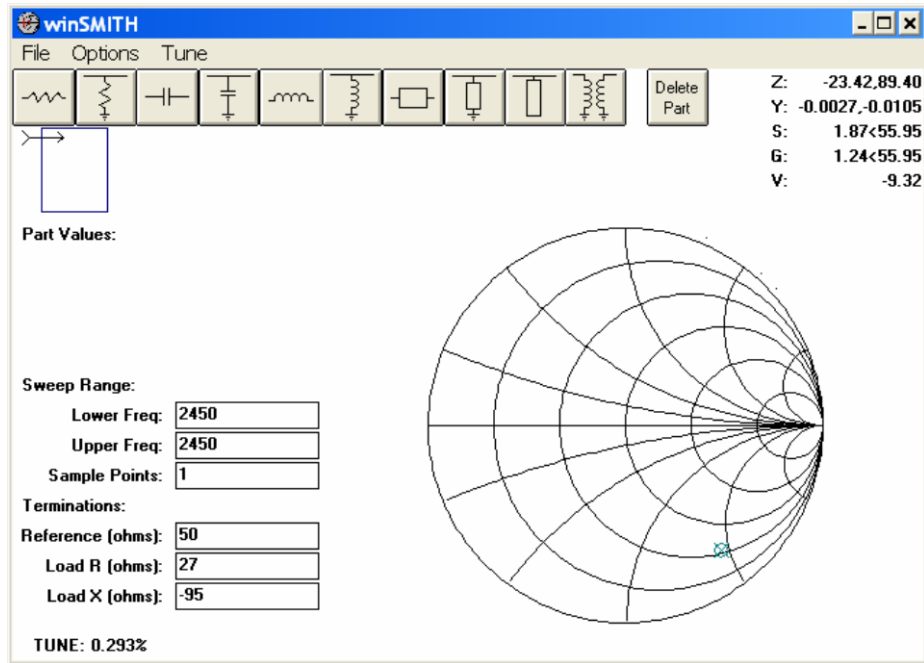 winSMITH
File Options Tune
Delete Part
Z: -23.42,89.40
Y: -0.0027,-0.0105
S: 1.87<55.95
G: 1.24<55.95
V: -9.32
Part Values:
Sweep Range:
Lower Freq: 2450
Upper Freq: 2450
Sample Points: 1
Terminations:
Reference (ohms): 50
Load R (ohms): 27
Load X (ohms): -95
TUNE: 0.293%